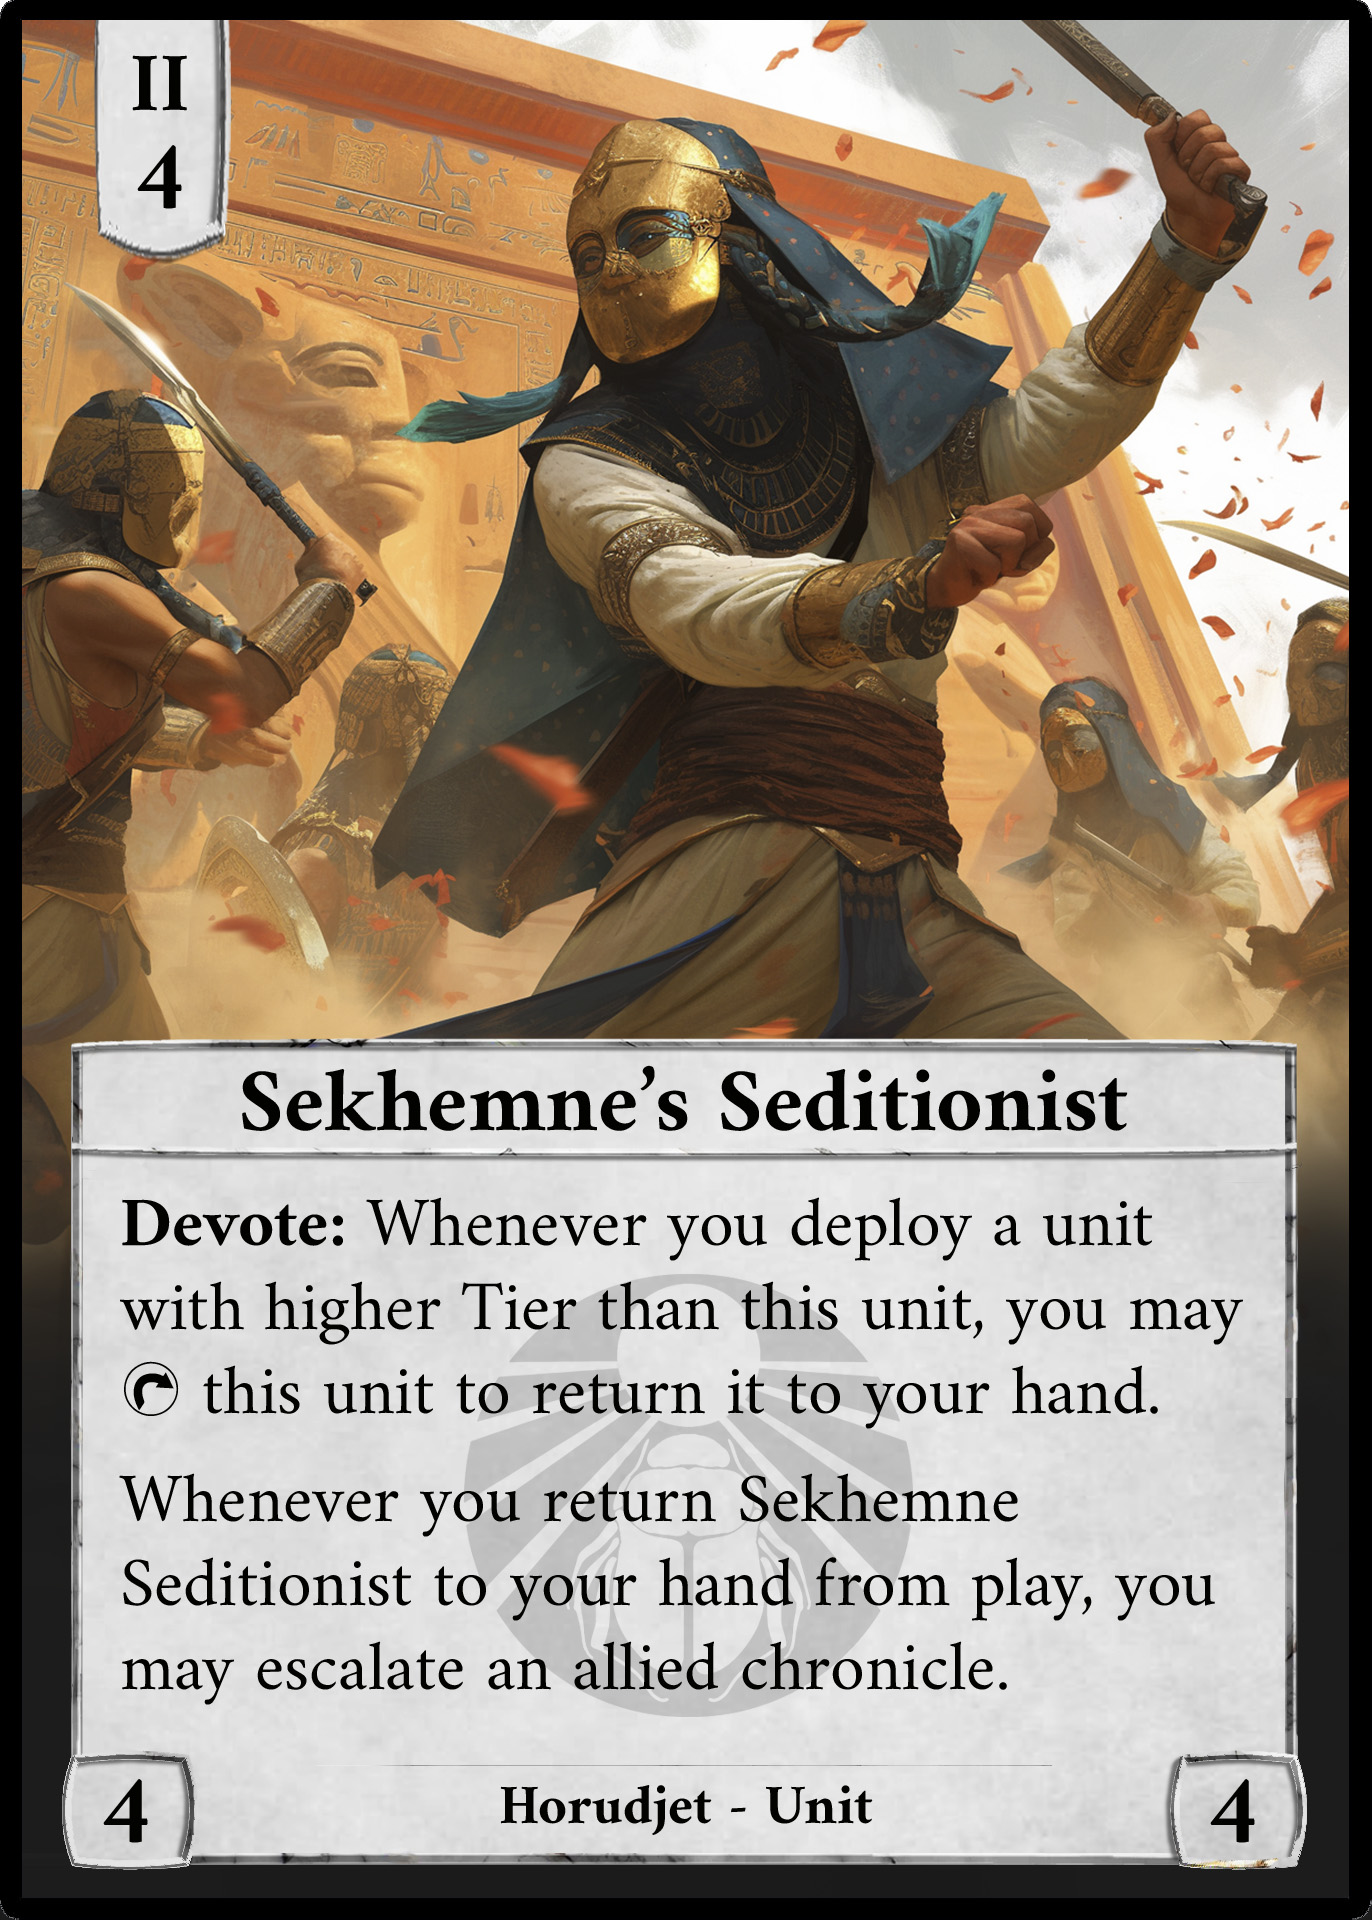 II
4
Sekhemne's Seditionist
Devote: Whenever you deploy a unit
with higher Tier than this unit, you may
this unit to return it to your hand.
Whenever you return Sekhemne
Seditionist to your hand from play, you
may escalate an allied chronicle.
4
Horudjet - Unit
4